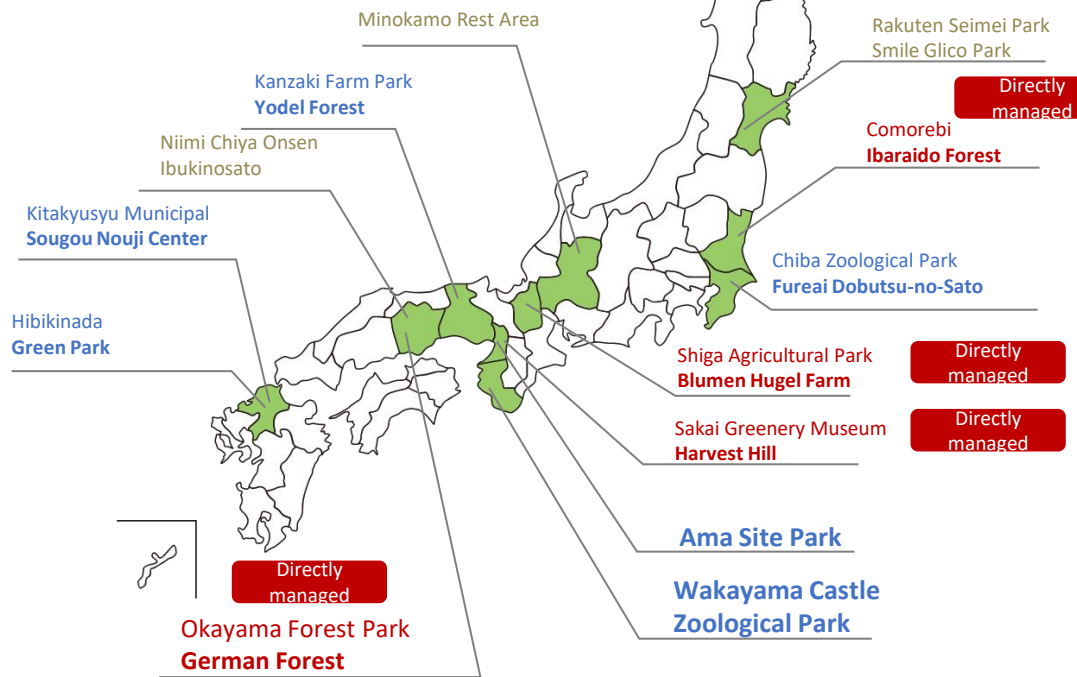 Minokamo Rest Area
Rakuten Seimei Park
Smile Glico Park
Directly
managed
Kanzaki Farm Park
Yodel Forest
Comorebi
Ibaraido Forest
Niimi Chiya Onsen
Ibukinosato
Kitakyusyu Municipal
Sougou Nouji Center
Chiba Zoological Park
Fureai Dobutsu-no-Sato
Hibikinada
Green Park
Shiga Agricultural Park
Blumen Hugel Farm
Directly
managed
Sakai Greenery Museum
Harvest Hill
Directly
managed
Ama Site Park
Wakayama Castle
Zoological Park
Directly
managed
Okayama Forest Park
German Forest